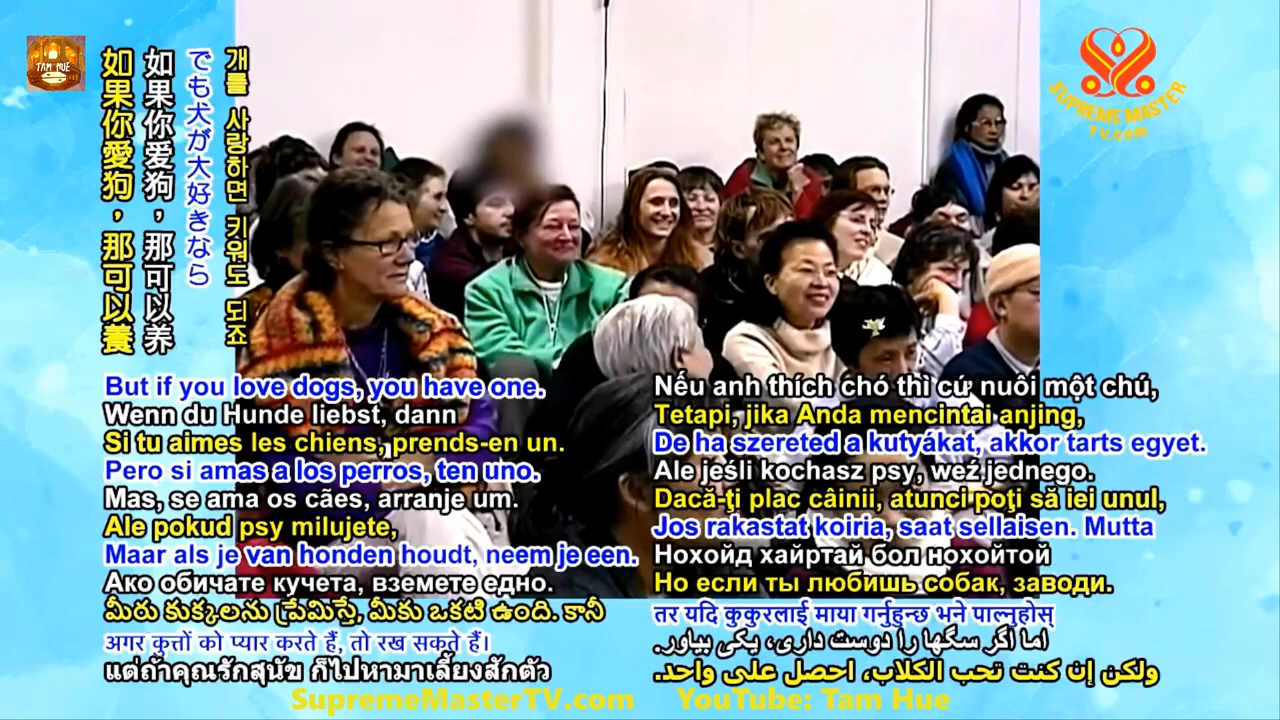 TAM HUE
SUPREME MASTER
TV.com
개를 사랑하면 키워도 되죠
でも犬が大好きなら
如果你爱狗，那可以养
如果你愛狗，那可以養
But if you love dogs, you have one.
Wenn du Hunde liebst, dann
Si tu aimes les chiens, prends-en un.
Pero si amas a los perros, ten uno.
Mas, se ama os cães, arranje um.
Ale pokud psy milujete,
Maar als je van honden houdt, neem je een.
Ако обичате кучета, вземете едно.
మీరు కుక్కలను ప్రేమిస్తే, మీకు ఒకటి ఉంది. కానీ
अगर कुत्तों को प्यार करते हैं, तो रख सकते हैं।
แต่ถ้าคุณรักสุนัข ก็ไปหามาเลี้ยงสักตัว
Nếu anh thích chó thì cứ nuôi một chú,
Tetapi, jika Anda mencintai anjing,
De ha szereted a kutyákat, akkor tarts egyet.
Ale jeśli kochasz psy, weź jednego.
Dacă-ţi plac câinii, atunci poţi să iei unul,
Jos rakastat koiria, saat sellaisen. Mutta
Нохойд хайртай бол нохойтой
Но если ты любишь собак, заводи.
तर यदि कुकुरलाई माया गर्नुहुन्छ भने पाल्नुहोस्
اما اگر سگها را دوست داری، یکی بیاور.
ولكن إن كنت تحب الكلاب، احصل على واحد.
SupremeMasterTV.com
YouTube: Tam Hue